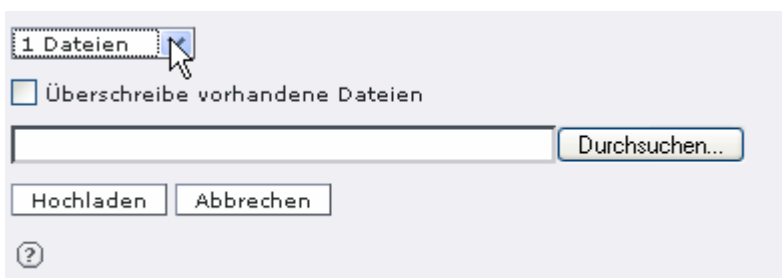 1 Dateien
Überschreibe vorhandene Dateien
Durchsuchen...
Hochladen Abbrechen
?